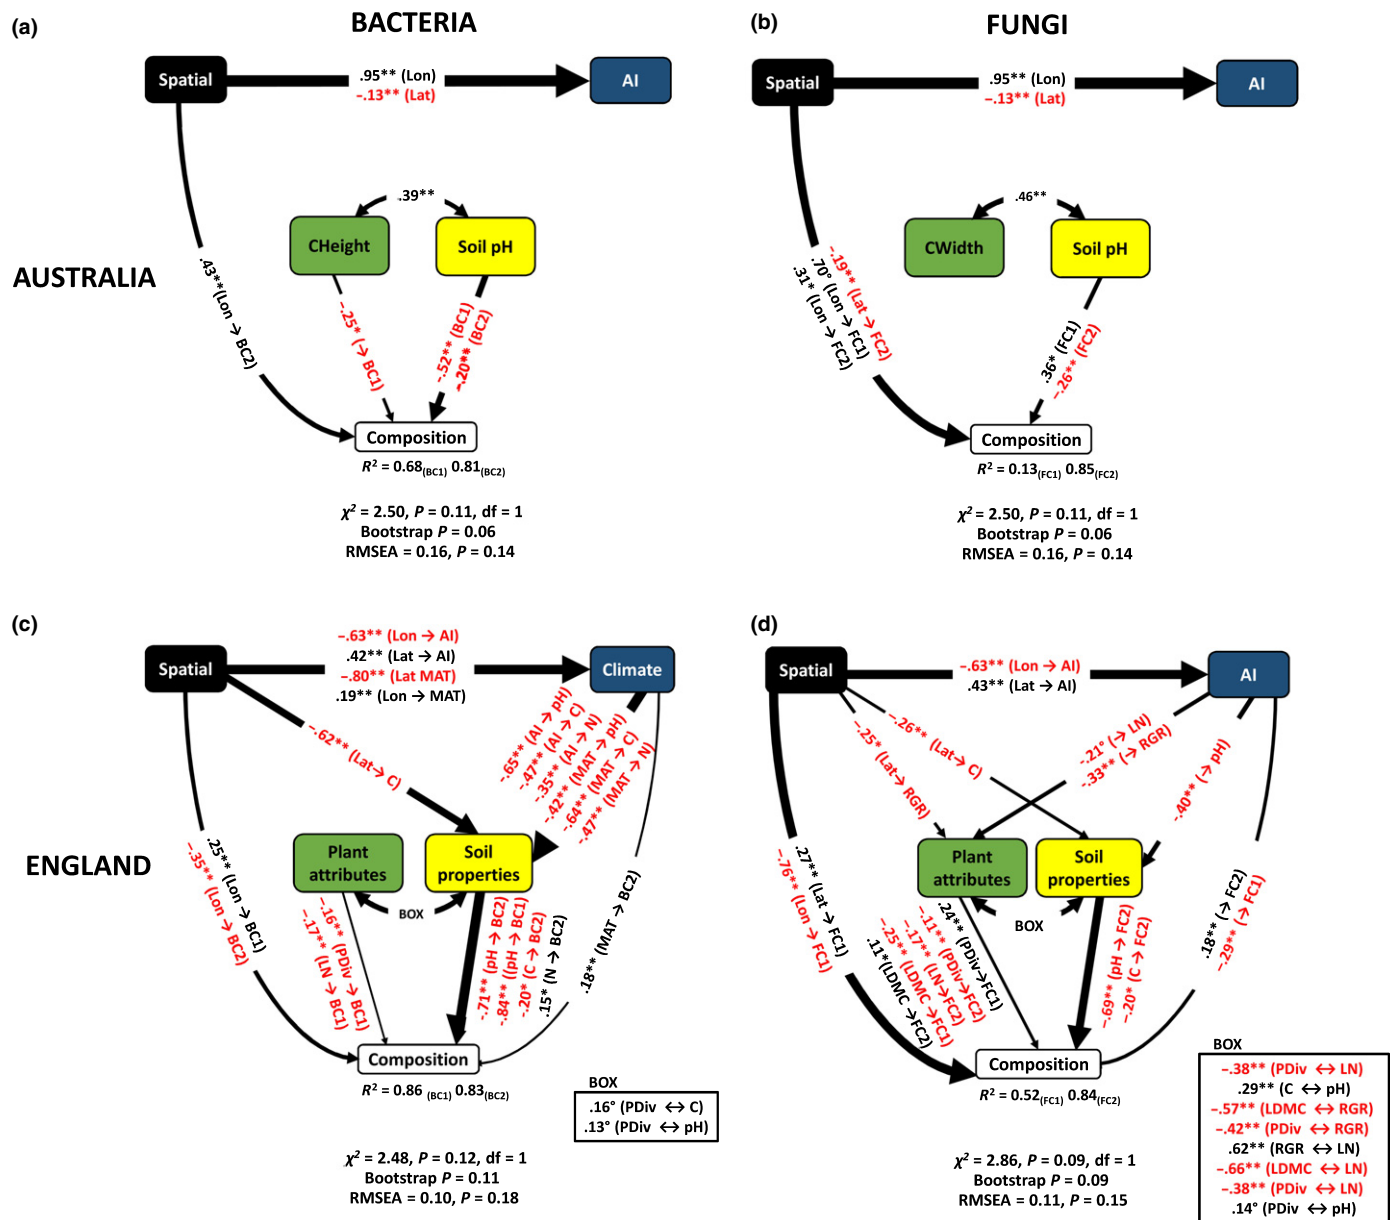 (a)
BACTERIA
Spatial
.95** (Lon)
–.13** (Lat)
AI
.39**
CHeight
Soil pH
AUSTRALIA
.43**(Lon → BC2)
–.25* (→ BC1)
–.52** (BC1)
–.20** (BC2)
Composition
R² = 0.68(BC1) 0.81(BC2)
χ² = 2.50, P = 0.11, df = 1
Bootstrap P = 0.06
RMSEA = 0.16, P = 0.14
(b)
FUNGI
Spatial
.95** (Lon)
–.13** (Lat)
AI
.46**
CWidth
Soil pH
–.19** (Lat → FC2)
.70° (Lon → FC1)
.31* (Lon → FC2)
.36* (FC1)
–.26** (FC2)
Composition
R² = 0.13(FC1) 0.85(FC2)
χ² = 2.50, P = 0.11, df = 1
Bootstrap P = 0.06
RMSEA = 0.16, P = 0.14
(c)
Spatial
–.63** (Lon → AI)
.42** (Lat → AI)
–.80** (Lat MAT)
.19** (Lon → MAT)
Climate
–.62** (Lat→ C)
–.65** (AI → pH)
–.47** (AI → C)
–.35** (AI → N)
–.42** (MAT → pH)
–.64** (MAT → C)
–.47** (MAT → N)
ENGLAND
Plant
attributes
Soil
properties
BOX
.25** (Lon → BC1)
–.35** (Lon → BC2)
–.16** (PDiv → BC1)
–.17** (LN → BC1)
–.71** (pH → BC2)
–.84** ((pH → BC1)
–.20* (C → BC2)
.15* (N → BC2)
.18** (MAT → BC2)
Composition
R² = 0.86 (BC1) 0.83(BC2)
BOX
.16° (PDiv ↔ C)
.13° (PDiv ↔ pH)
χ² = 2.48, P = 0.12, df = 1
Bootstrap P = 0.11
RMSEA = 0.10, P = 0.18
(d)
Spatial
–.63** (Lon → AI)
.43** (Lat → AI)
AI
–.26** (Lat→ C)
–.25* (Lat→ RGR)
–.21° (→ LN)
–.33** (→ RGR)
–.40** (→ pH)
Plant
attributes
Soil
properties
BOX
.27** (Lat → FC1)
–.76** (Lon → FC1)
.24** (PDiv→FC1)
–.11** (PDiv→FC2)
–.17** (LN→FC2)
–.25** (LDMC →FC1)
.11*(LDMC →FC2)
–.69** (pH → FC2)
–.20* (C → FC2)
.18** (→ FC2)
–.29** (→ FC1)
Composition
R² = 0.52(FC1) 0.84(FC2)
χ² = 2.86, P = 0.09, df = 1
Bootstrap P = 0.09
RMSEA = 0.11, P = 0.15
BOX
–.38** (PDiv ↔ LN)
.29** (C ↔ pH)
–.57** (LDMC ↔ RGR)
–.42** (PDiv ↔ RGR)
.62** (RGR ↔ LN)
–.66** (LDMC ↔ LN)
–.38** (PDiv ↔ LN)
.14° (PDiv ↔ pH)